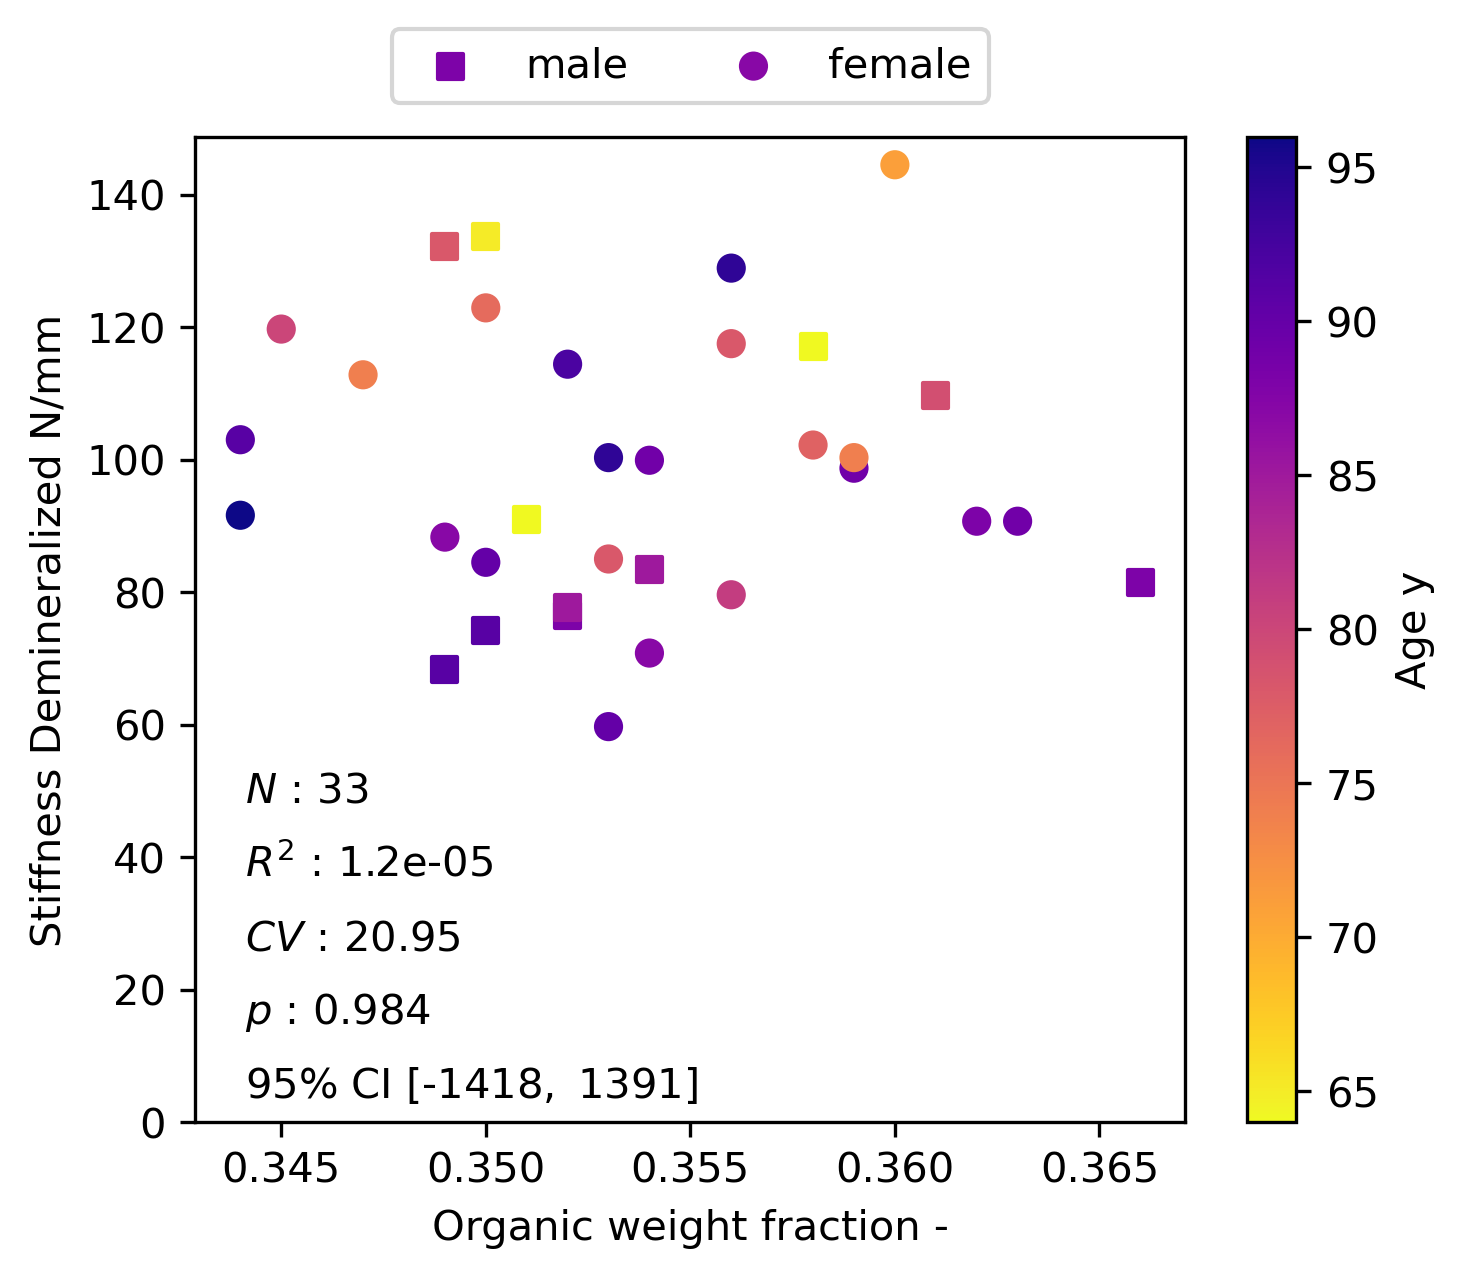 male female
140
120
100
80
60
40
20
0
Stiffness Demineralized N/mm
N : 33
R² : 1.2e-05
CV : 20.95
p : 0.984
95% CI [-1418, 1391]
0.345 0.350 0.355 0.360 0.365
Organic weight fraction -
95
90
85
80
75
70
65
Age y